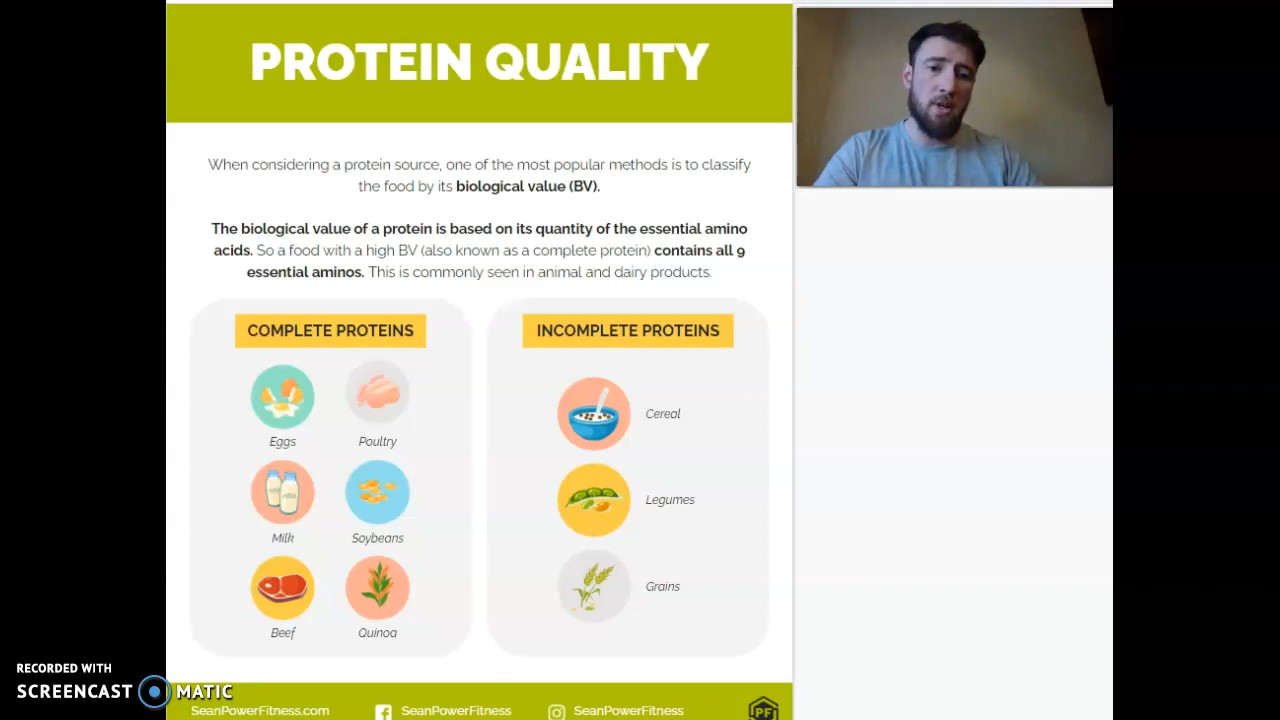 PROTEIN QUALITY
When considering a protein source, one of the most popular methods is to classify
the food by its biological value (BV).
The biological value of a protein is based on its quantity of the essential amino
acids. So a food with a high BV (also known as a complete protein) contains all 9
essential aminos. This is commonly seen in animal and dairy products.
COMPLETE PROTEINS
Eggs
Poultry
Milk
Soybeans
Beef
Quinoa
INCOMPLETE PROTEINS
Cereal
Legumes
Grains
SeanPowerFitness.com
SeanPowerFitness
SeanPowerFitness
PF
RECORDED WITH
SCREENCAST MATIC